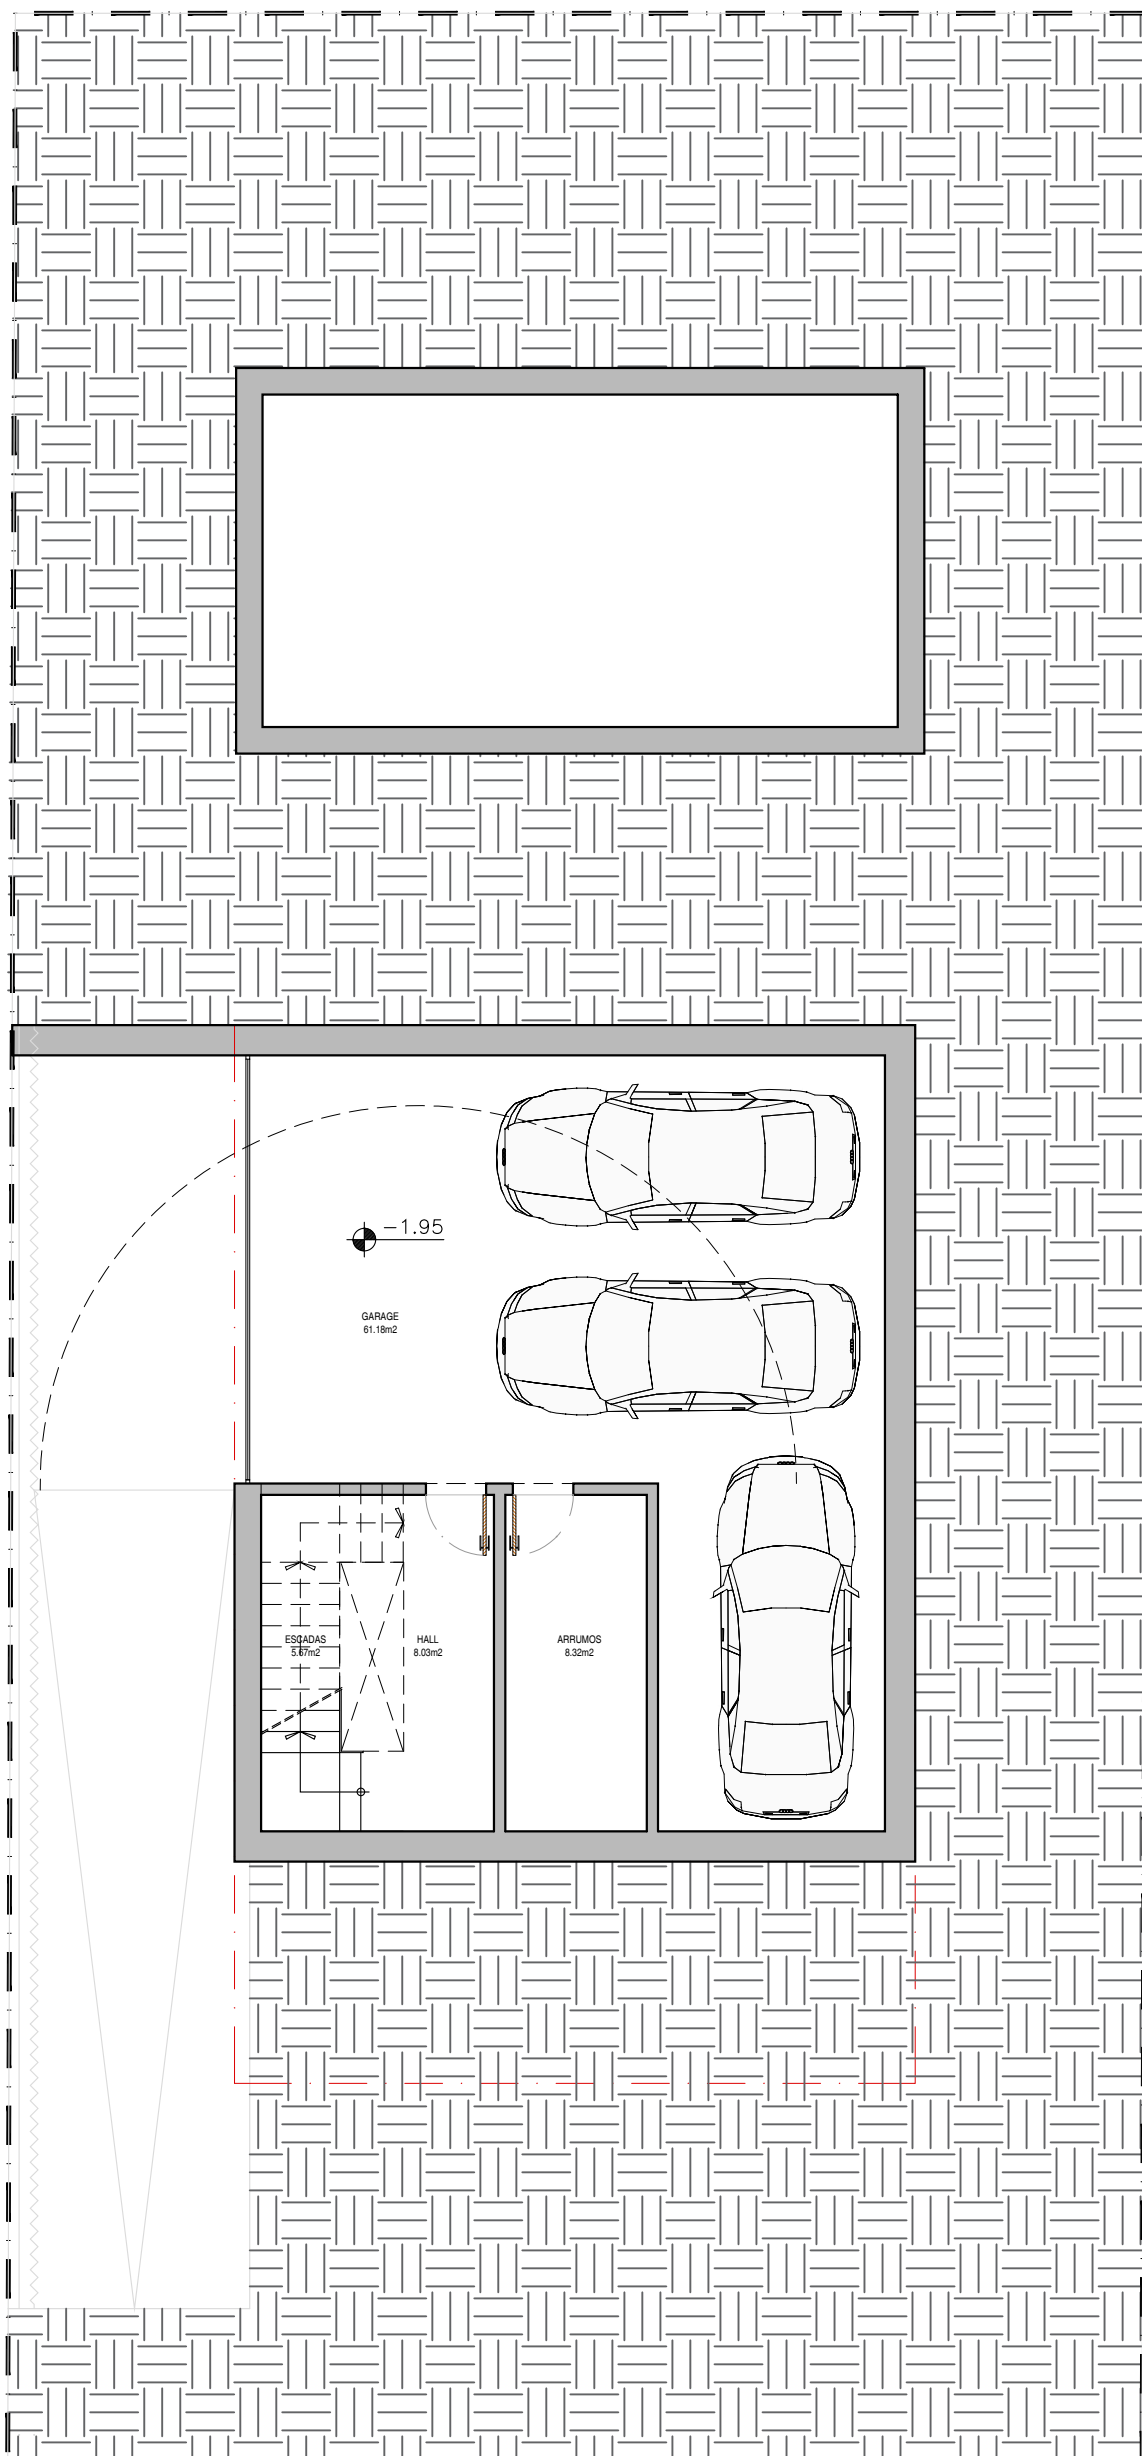 -1.95
GARAGE
61.18m2
ESCADAS
5.67m2
HALL
8.03m2
ARRUMOS
8.32m2